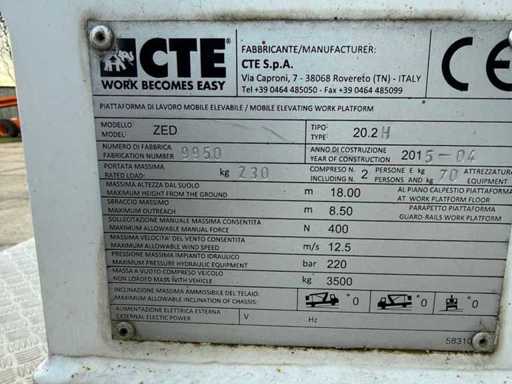 CTE®
WORK BECOMES EASY
FABBRICANTE/MANUFACTURER:
CTE S.p.A.
Via Caproni, 7 - 38068 Rovereto (TN) - ITALY
Tel +39 0464 485050 - Fax +39 0464 485099
CE
PIATTAFORMA DI LAVORO MOBILE ELEVABILE / MOBILE ELEVATING WORK PLATFORM
MODELLO ZED TIPO: 20.2H
MODEL: TYPE:
NUMERO DI FABBRICA 9950 ANNO DI COSTRUZIONE 2015-04
FABRICATION NUMBER YEAR OF CONSTRUCTION
PORTATA MASSIMA kg 230 COMPRESO N. 2 PERSONE E kg 70 ATTREZZATURA
RATED LOAD: INCLUDING N. PERSONS AND kg EQUIPMENT
MASSIMA ALTEZZA DAL SUOLO m 18.00 AL PIANO CALPESTIO PIATTAFORMA
MAXIMUM HEIGHT FROM THE GROUND AT WORK PLATFORM FLOOR
SBRACCIO MASSIMO m 8.50 PARAPETTO PIATTAFORMA
MAXIMUM OUTREACH GUARD-RAILS WORK PLATFORM
SOLLECITAZIONE MANUALE MASSIMA CONSENTITA N 400
MAXIMUM ALLOWABLE MANUAL FORCE
MASSIMA VELOCITA' DEL VENTO CONSENTITA m/s 12.5
MAXIMUM ALLOWABLE WIND SPEED
PRESSIONE MASSIMA IMPIANTO IDRAULICO bar 220
MAXIMUM PRESSURE HYDRAULIC EQUIPMENT
MASSA A VUOTO COMPRESO VEICOLO kg 3500
NON LOADED MASS WITH VEHICLE
INCLINAZIONE MASSIMA AMMISSIBILE DEL TELAIO: °0 °0 °0
MAXIMUM ALLOWABLE INCLINATION OF CHASSIS:
ALIMENTAZIONE ELETTRICA ESTERNA V Hz
EXTERNAL ELECTIC POWER
58310